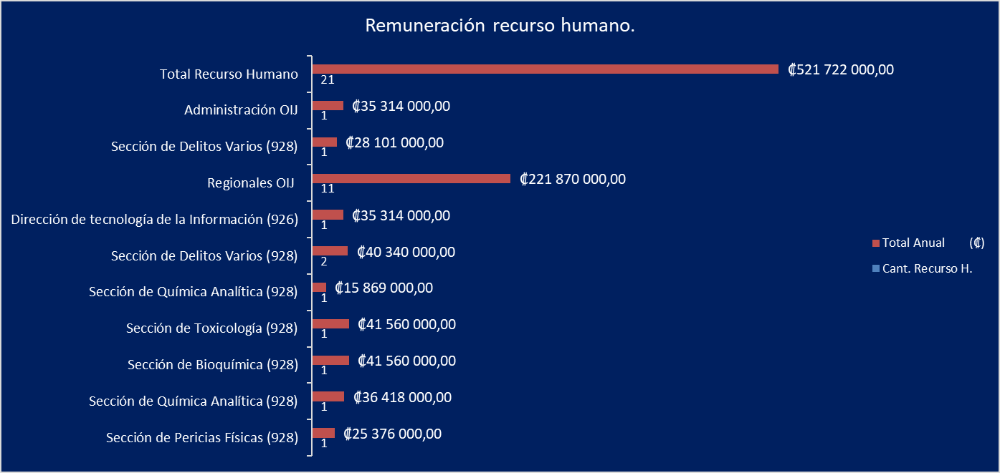 Remuneración recurso humano.
Total Recurso Humano
₡521 722 000,00
21
Administración OIJ
₡35 314 000,00
1
Sección de Delitos Varios (928)
₡28 101 000,00
1
Regionales OIJ
₡221 870 000,00
11
Dirección de tecnología de la Información (926)
₡35 314 000,00
1
Sección de Delitos Varios (928)
₡40 340 000,00
2
Sección de Química Analítica (928)
₡15 869 000,00
1
Sección de Toxicología (928)
₡41 560 000,00
1
Sección de Bioquímica (928)
₡41 560 000,00
1
Sección de Química Analítica (928)
₡36 418 000,00
1
Sección de Pericias Físicas (928)
₡25 376 000,00
1
Total Anual (₡)
Cant. Recurso H.